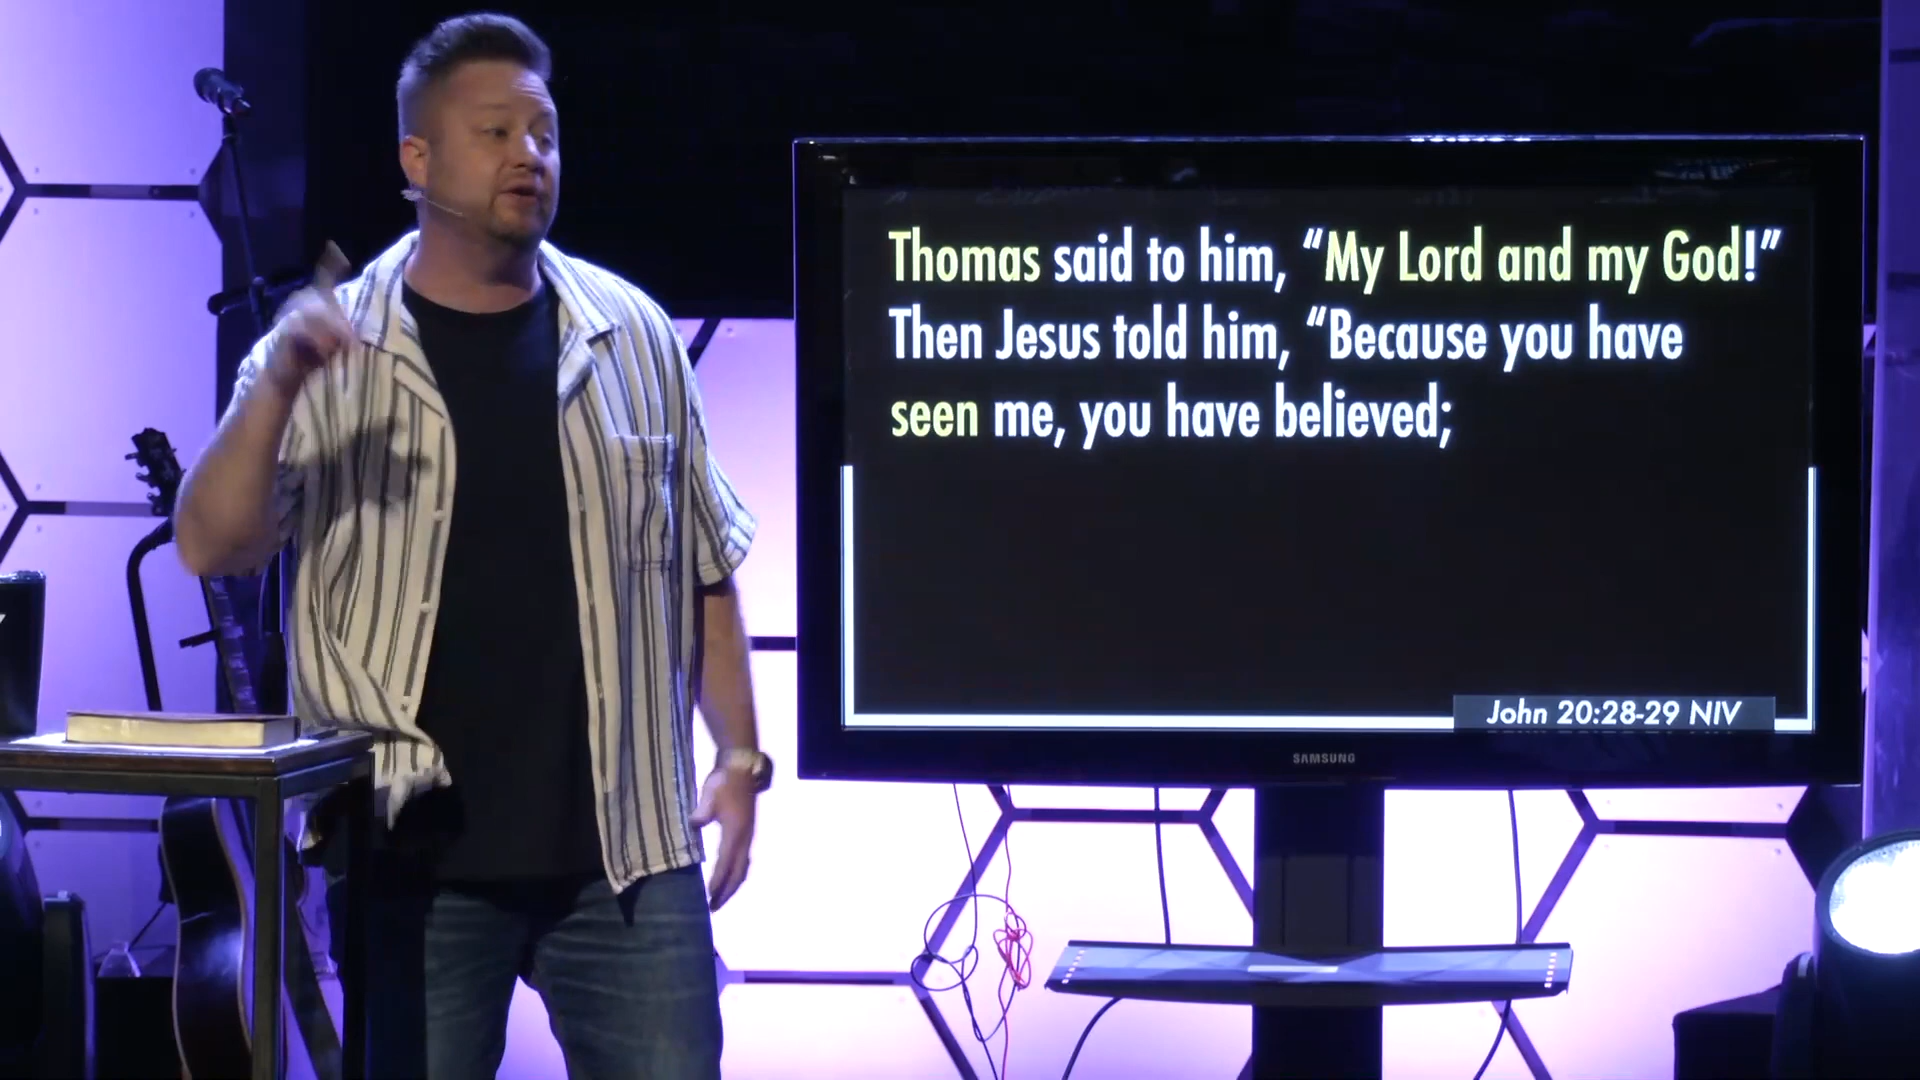 Thomas said to him, “My Lord and my God!”
Then Jesus told him, “Because you have
seen me, you have believed;
John 20:28-29 NIV
SAMSUNG